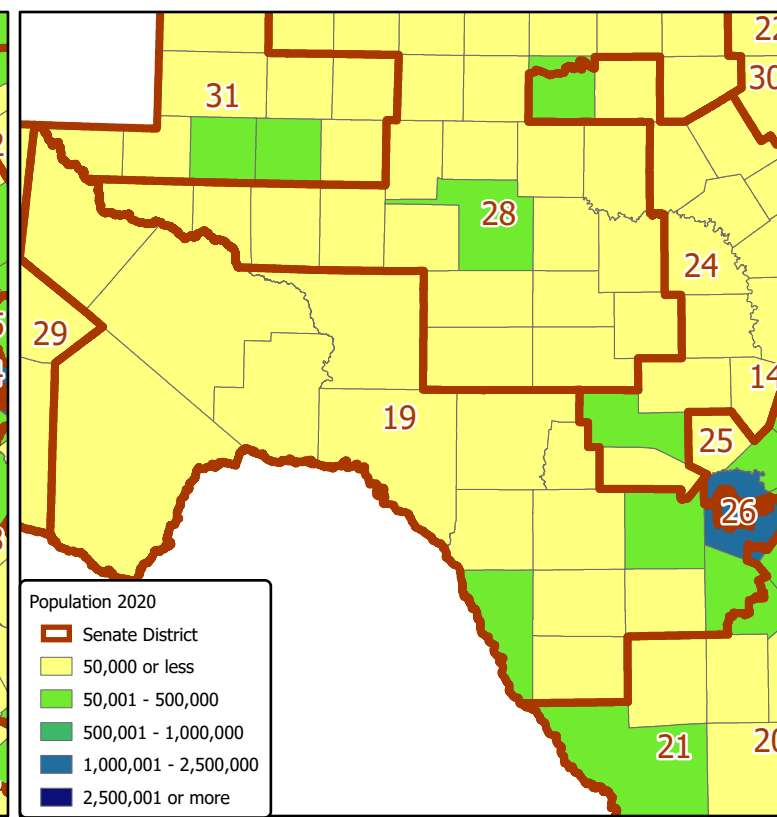 22
31
30
28
24
29
14
19
25
26
21
20
Population 2020
Senate District
50,000 or less
50,001 - 500,000
500,001 - 1,000,000
1,000,001 - 2,500,000
2,500,001 or more